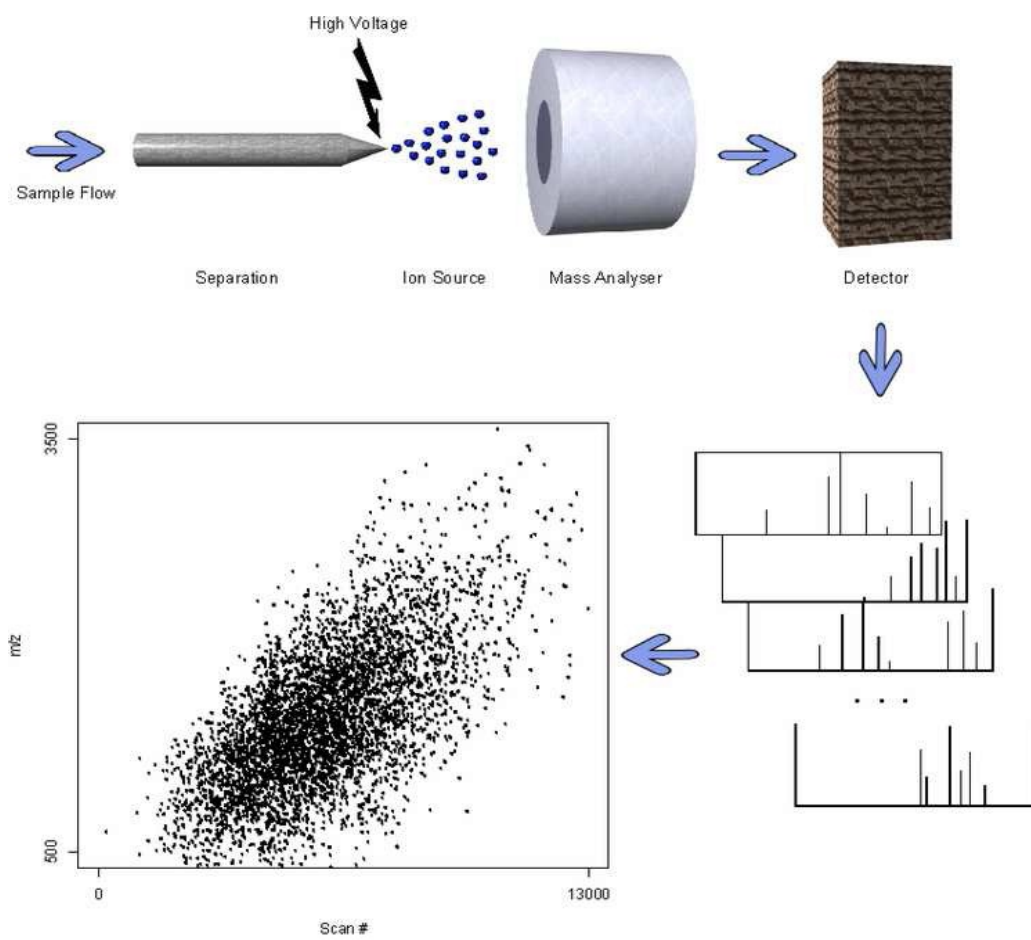 High Voltage
Sample Flow
Separation
Ion Source
Mass Analyser
Detector
3500
m/z
500
0
13000
Scan #
. . .